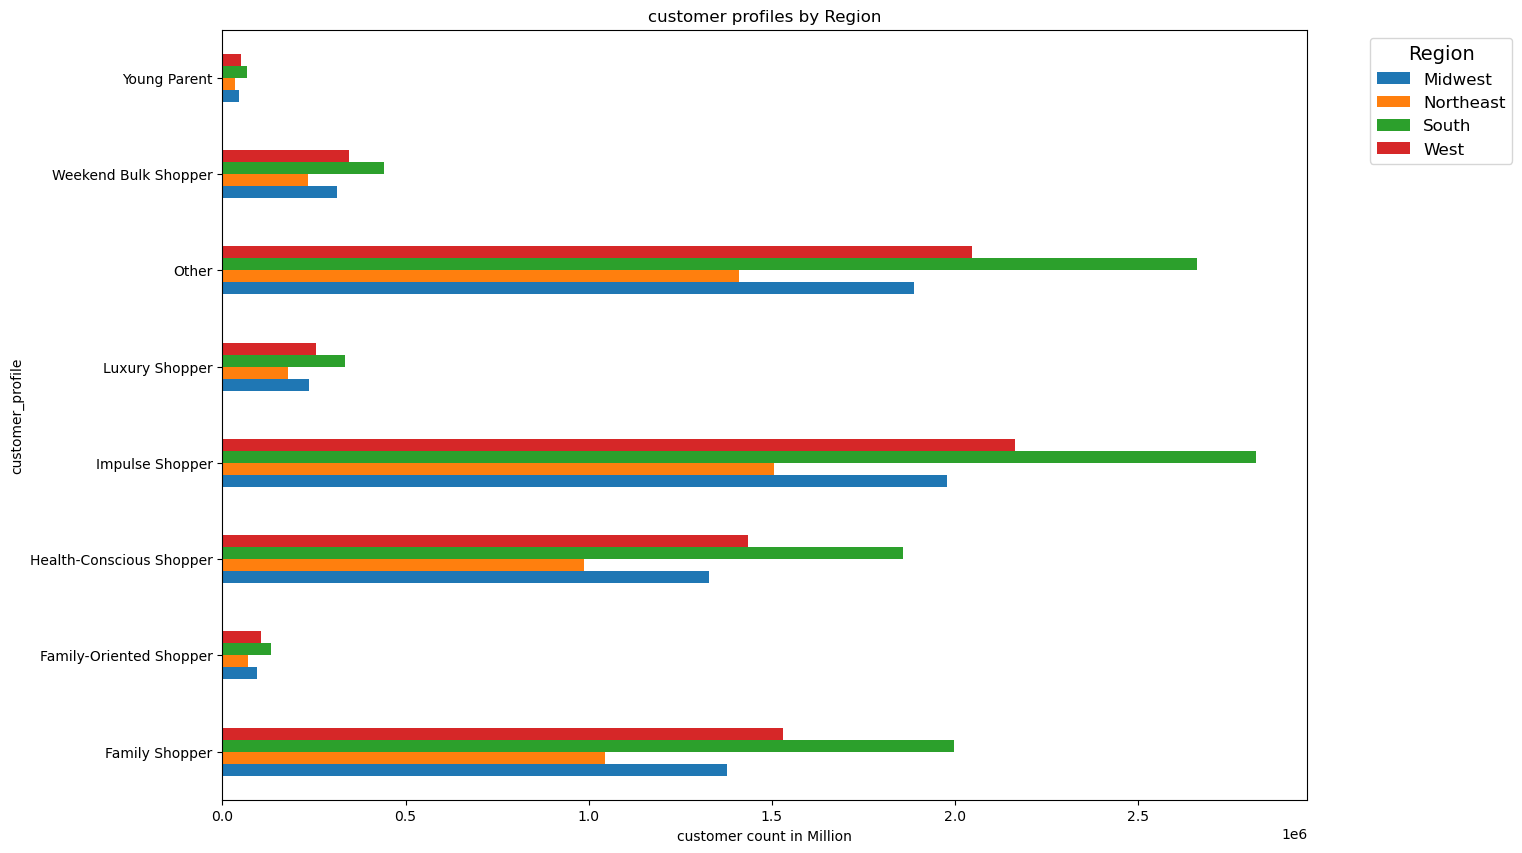 customer profiles by Region
Region
Midwest
Northeast
South
West
customer_profile
Young Parent
Weekend Bulk Shopper
Other
Luxury Shopper
Impulse Shopper
Health-Conscious Shopper
Family-Oriented Shopper
Family Shopper
0.0 0.5 1.0 1.5 2.0 2.5
1e6
customer count in Million